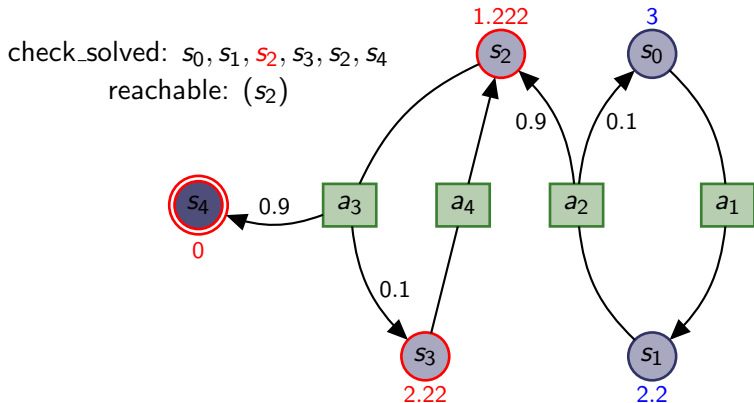 1.222
3
check_solved: s₀, s₁, s₂, s₃, s₂, s₄
reachable: (s₂)
s₂
s₀
0.9
0.1
s₄
0.9
a₃
a₄
a₂
a₁
0
0.1
s₃
s₁
2.22
2.2